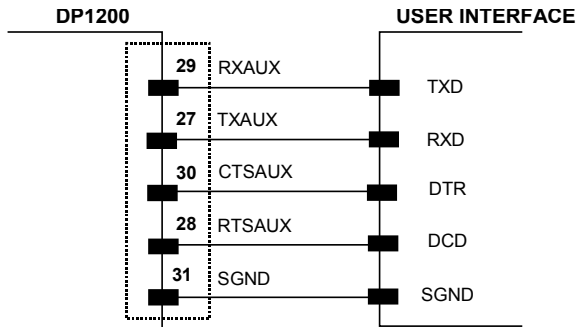 DP1200 USER INTERFACE
29 RXAUX TXD
27 TXAUX RXD
30 CTSAUX DTR
28 RTSAUX DCD
31 SGND SGND